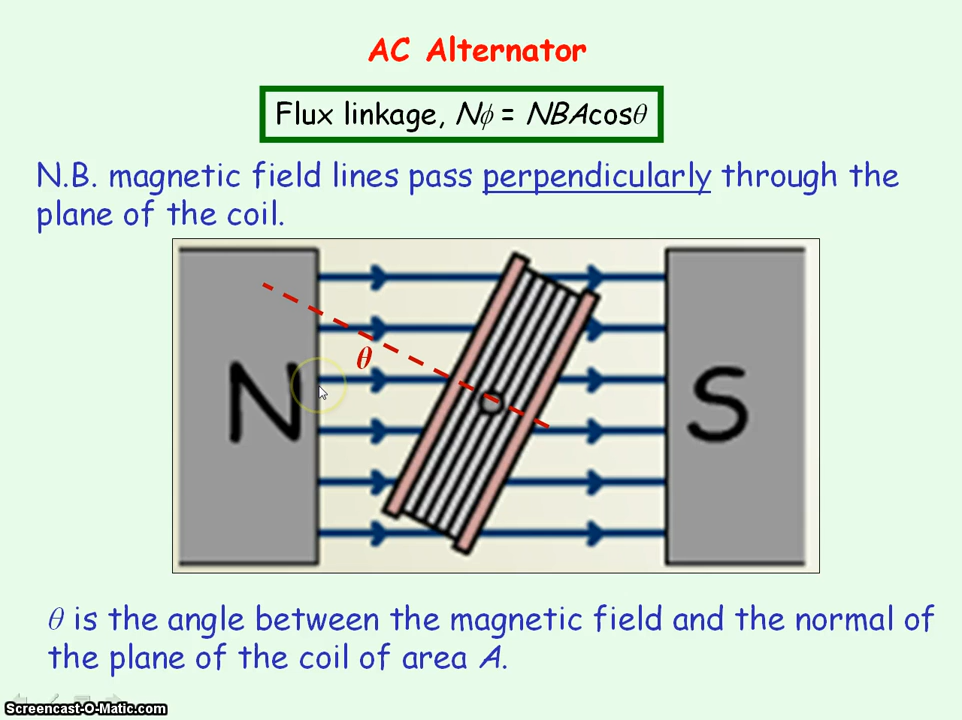 AC Alternator
Flux linkage, Nϕ = NBAcosθ
N.B. magnetic field lines pass perpendicularly through the
plane of the coil.
θ
N
S
θ is the angle between the magnetic field and the normal of
the plane of the coil of area A.
Screencast-O-Matic.com